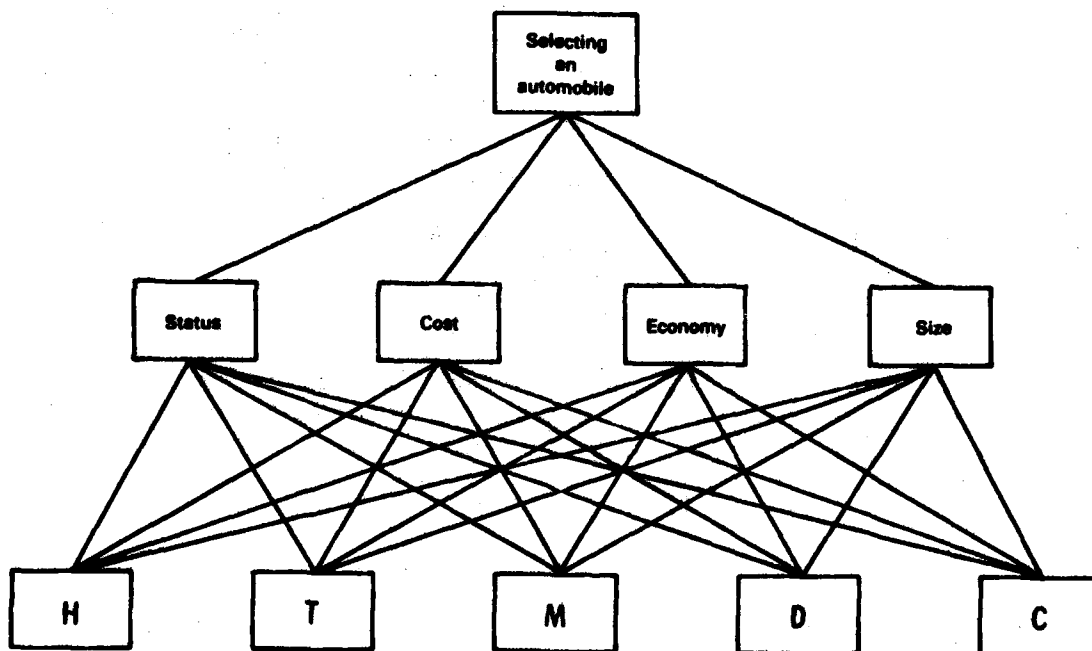 Selecting
an
automobile
Status
Cost
Economy
Size
H
T
M
D
C